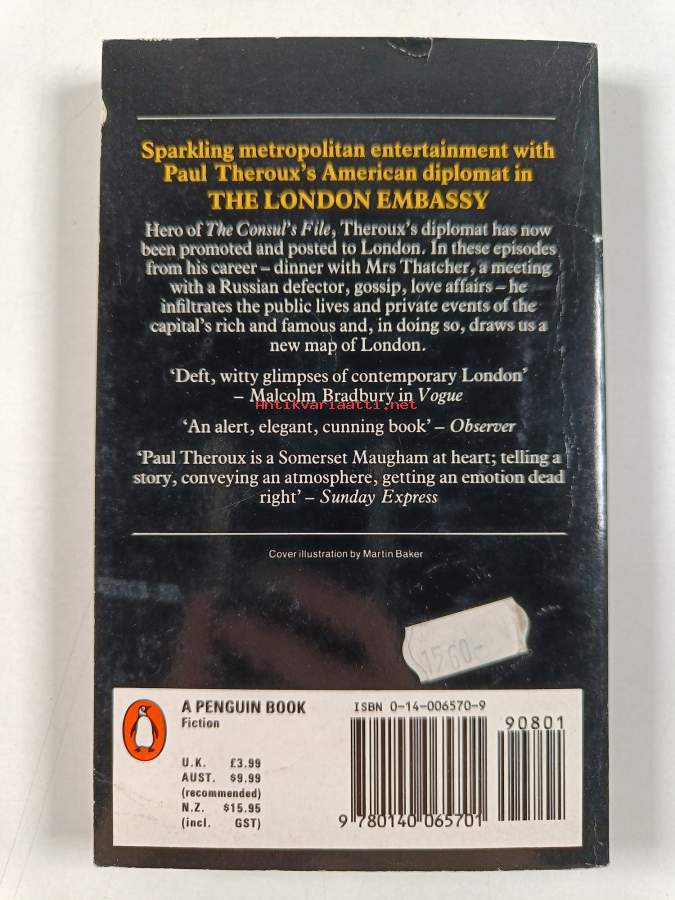 Sparkling metropolitan entertainment with
Paul Theroux's American diplomat in
THE LONDON EMBASSY
Hero of The Consul's File, Theroux's diplomat has now
been promoted and posted to London. In these episodes
from his career – dinner with Mrs Thatcher, a meeting
with a Russian defector, gossip, love affairs – he
infiltrates the public lives and private events of the
capital's rich and famous and, in doing so, draws us a
new map of London.
'Deft, witty glimpses of contemporary London'
– Malcolm Bradbury in Vogue
Antikvariaatti.net
'An alert, elegant, cunning book' – Observer
'Paul Theroux is a Somerset Maugham at heart; telling a
story, conveying an atmosphere, getting an emotion dead
right' – Sunday Express
Cover illustration by Martin Baker
1560-
A PENGUIN BOOK
Fiction
U.K. £3.99
AUST. $9.99
(recommended)
N.Z. $15.95
(incl. GST)
ISBN 0-14-006570-9
90801
9 780140 065701